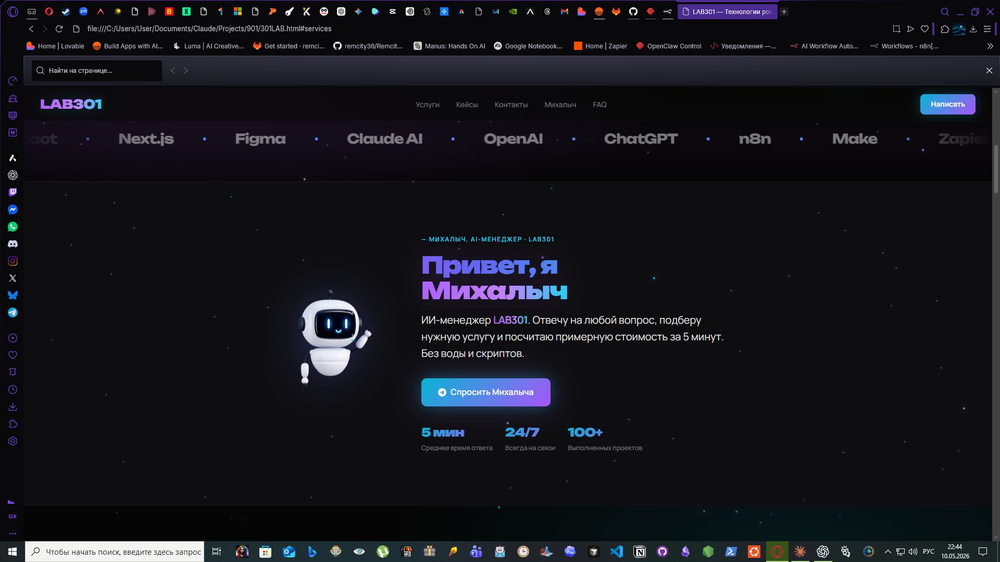 LAB301 — Технологии рос
file:///C:/Users/User/Documents/Claude/Projects/901/301LAB.html#services
Home | Lovable
Build Apps with AI...
Luma | AI Creative...
Get started · remci...
remcity36/Remcit...
Manus: Hands On AI
Google Notebook...
Home | Zapier
OpenClaw Control
Уведомления —...
AI Workflow Auto...
Workflows - n8n[...
Найти на странице...
LAB301
Услуги
Кейсы
Контакты
Михалыч
FAQ
Написать
act
Next.js
Figma
Claude AI
OpenAI
ChatGPT
n8n
Make
Zapier
— МИХАЛЫЧ, AI-МЕНЕДЖЕР · LAB301
Привет, я
Михалыч
ИИ-менеджер LAB301. Отвечу на любой вопрос, подберу
нужную услугу и посчитаю примерную стоимость за 5 минут.
Без воды и скриптов.
Спросить Михалыча
5 мин
Среднее время ответа
24/7
Всегда на связи
100+
Выполненных проектов
GX
Чтобы начать поиск, введите здесь запрос
РУС
22:44
10.05.2026